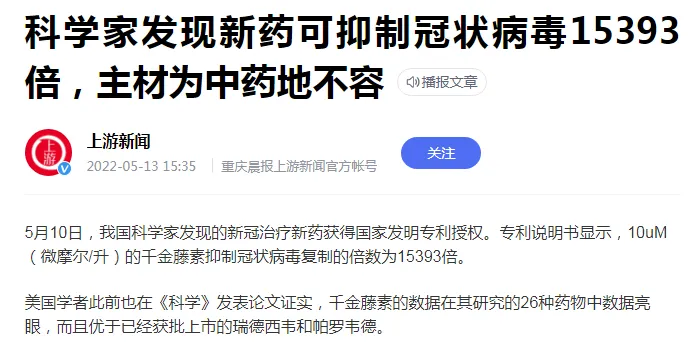 科学家发现新药可抑制冠状病毒15393
倍，主材为中药地不容 播报文章
上游
上游新闻
2022-05-13 15:35 重庆晨报上游新闻官方帐号
关注
5月10日，我国科学家发现的新冠治疗新药获得国家发明专利授权。专利说明书显示，10uM
（微摩尔/升）的千金藤素抑制冠状病毒复制的倍数为15393倍。
美国学者此前也在《科学》发表论文证实，千金藤素的数据在其研究的26种药物中数据亮
眼，而且优于已经获批上市的瑞德西韦和帕罗韦德。